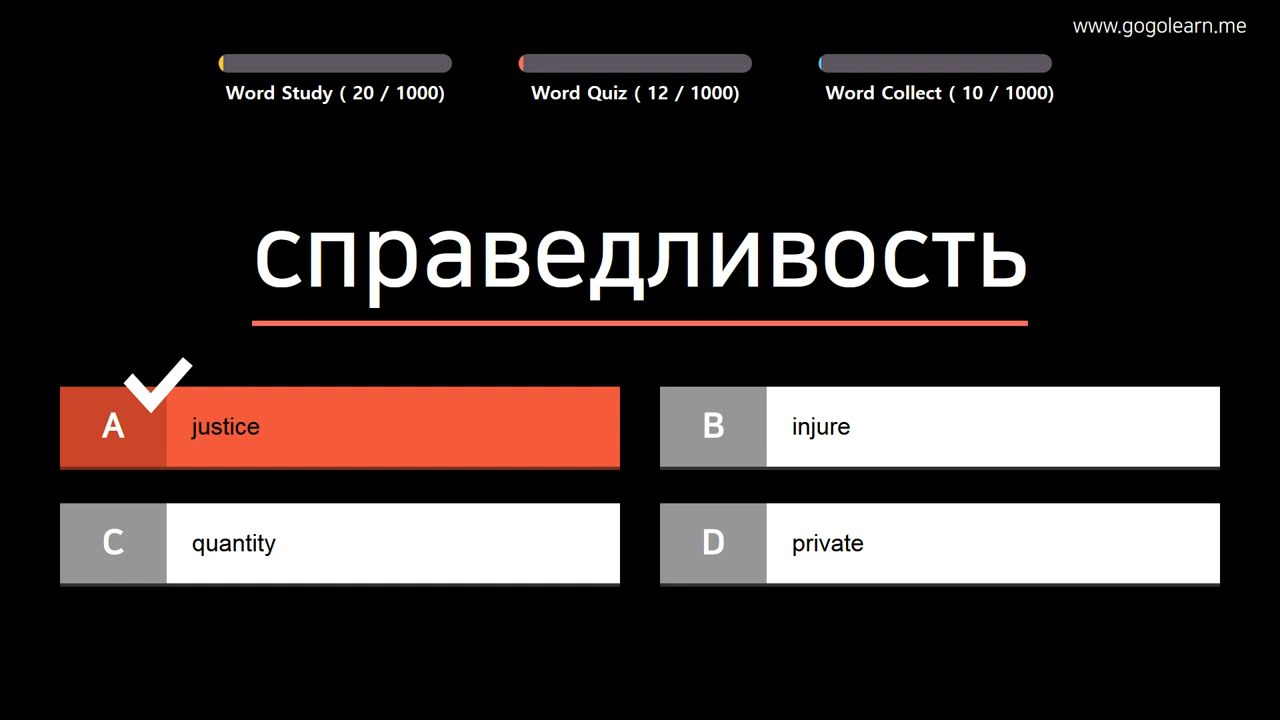 www.gogolearn.me
Word Study ( 20 / 1000)
Word Quiz ( 12 / 1000)
Word Collect ( 10 / 1000)
справедливость
A
justice
B
injure
C
quantity
D
private